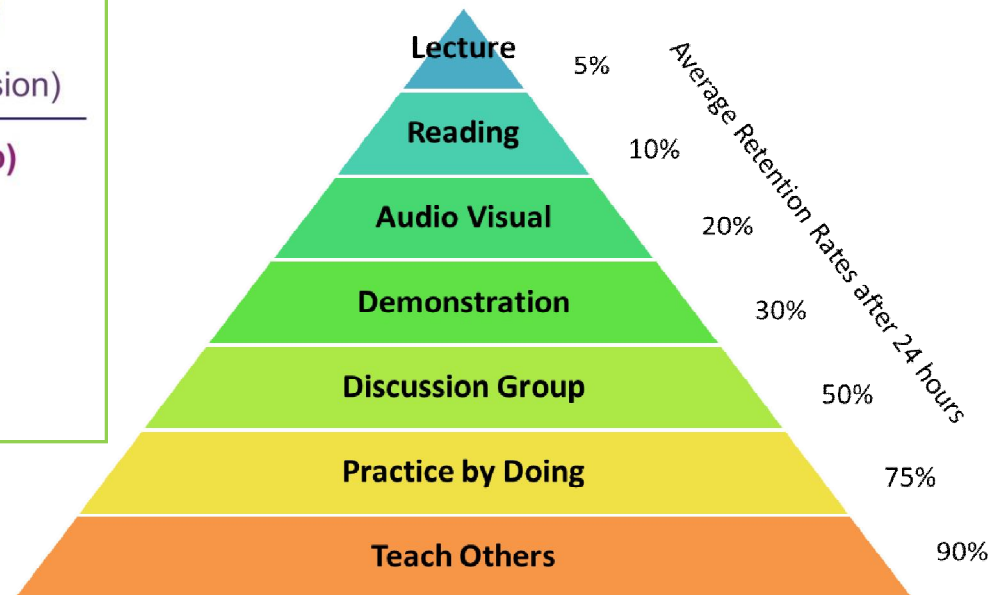 sion)
)
Lecture
5%
Average Retention Rates after 24 hours
Reading
10%
Audio Visual
20%
Demonstration
30%
Discussion Group
50%
Practice by Doing
75%
Teach Others
90%